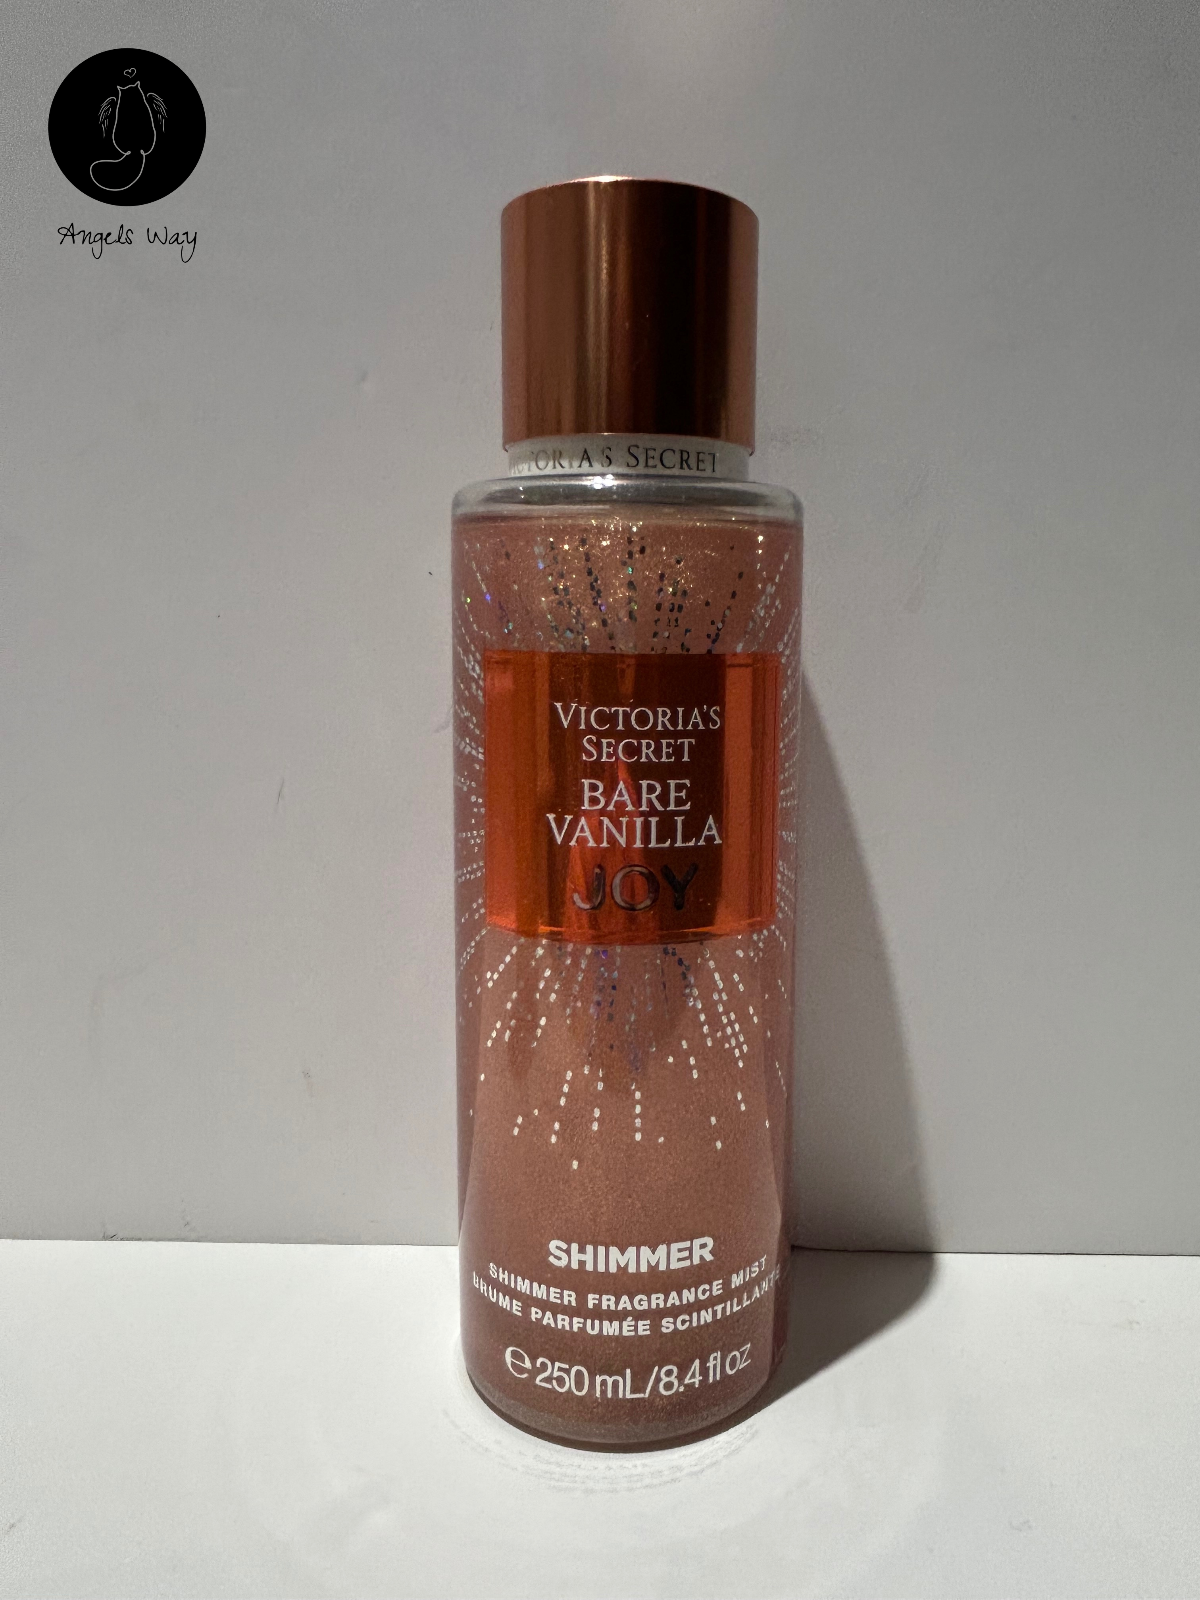 Angels Way
VICTORIA'S SECRET
VICTORIA'S
SECRET
BARE
VANILLA
JOY
SHIMMER
SHIMMER FRAGRANCE MIST
BRUME PARFUMÉE SCINTILLANTE
℮ 250 mL/8.4 fl oz